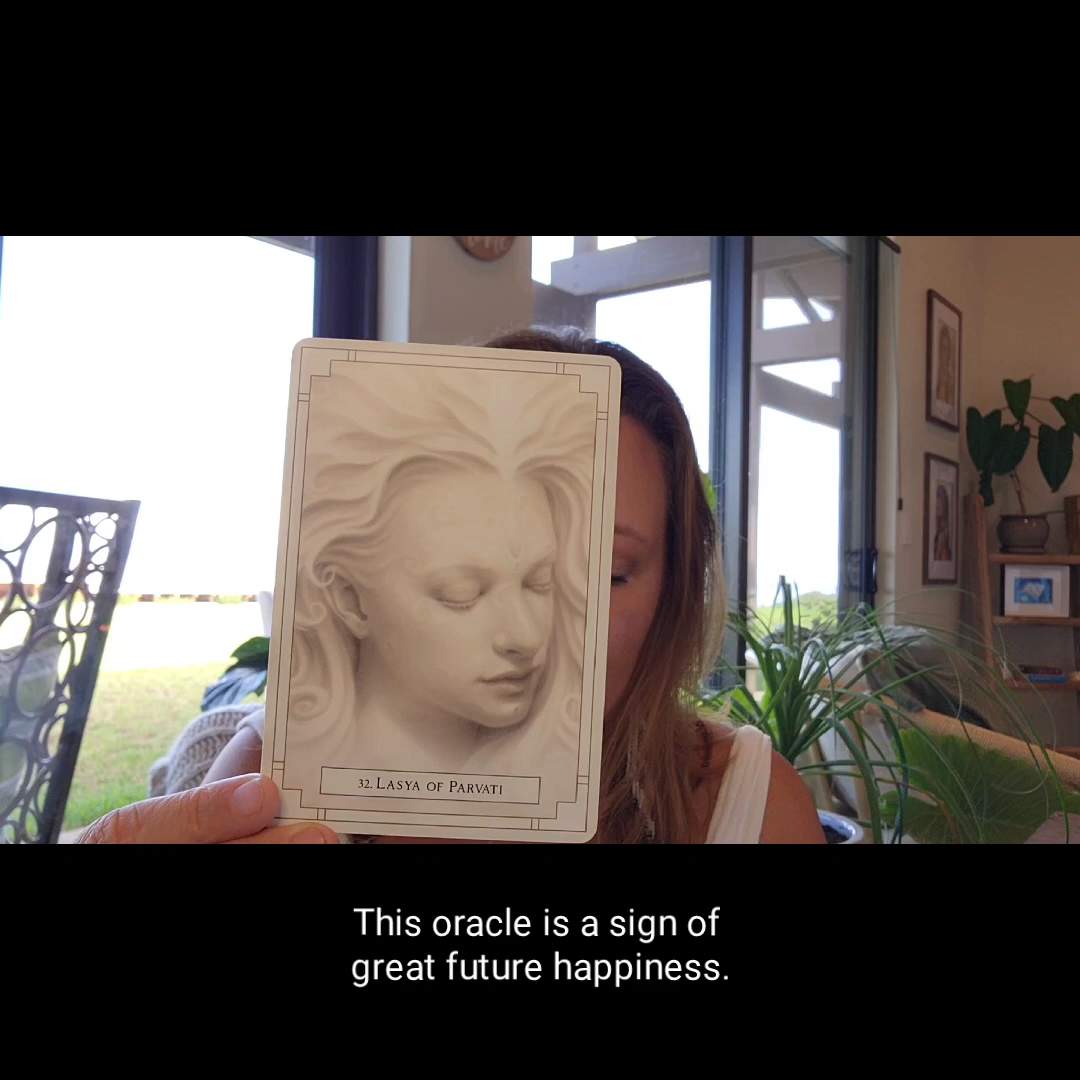 32. LASYA OF PARVATI
This oracle is a sign of
great future happiness.